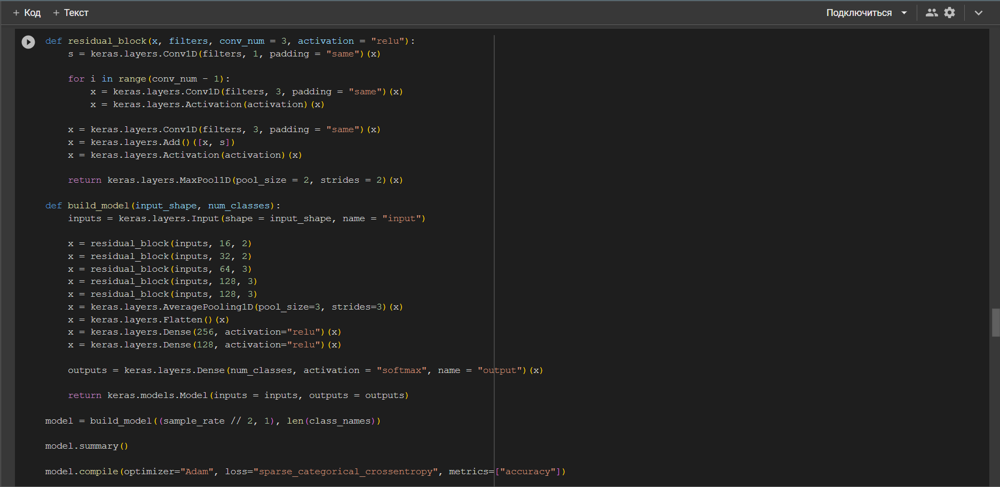 + Код + Текст Подключиться
def residual_block(x, filters, conv_num = 3, activation = "relu"):
    s = keras.layers.Conv1D(filters, 1, padding = "same")(x)
    for i in range(conv_num - 1):
        x = keras.layers.Conv1D(filters, 3, padding = "same")(x)
        x = keras.layers.Activation(activation)(x)
    x = keras.layers.Conv1D(filters, 3, padding = "same")(x)
    x = keras.layers.Add()([x, s])
    x = keras.layers.Activation(activation)(x)
    return keras.layers.MaxPool1D(pool_size = 2, strides = 2)(x)
def build_model(input_shape, num_classes):
    inputs = keras.layers.Input(shape = input_shape, name = "input")
    x = residual_block(inputs, 16, 2)
    x = residual_block(inputs, 32, 2)
    x = residual_block(inputs, 64, 3)
    x = residual_block(inputs, 128, 3)
    x = residual_block(inputs, 128, 3)
    x = keras.layers.AveragePooling1D(pool_size=3, strides=3)(x)
    x = keras.layers.Flatten()(x)
    x = keras.layers.Dense(256, activation="relu")(x)
    x = keras.layers.Dense(128, activation="relu")(x)
    outputs = keras.layers.Dense(num_classes, activation = "softmax", name = "output")(x)
    return keras.models.Model(inputs = inputs, outputs = outputs)
model = build_model((sample_rate // 2, 1), len(class_names))
model.summary()
model.compile(optimizer="Adam", loss="sparse_categorical_crossentropy", metrics=["accuracy"])